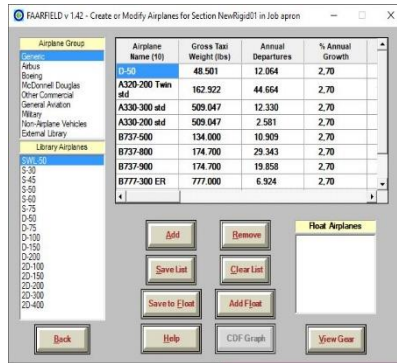 FAARFIELD v 1.42 - Create or Modify Airplanes for Section NewRigid01 in Job apron
Airplane Group
Generic
Airbus
Boeing
McDonnell Douglas
Other Commercial
General Aviation
Military
Non-Airplane Vehicles
External Library
Library Airplanes
SWL-50
S-30
S-45
S-50
S-60
S-75
D-50
D-75
D-100
D-150
D-200
2D-100
2D-150
2D-200
2D-300
2D-400
Airplane Name (10) Gross Taxi Weight (lbs) Annual Departures % Annual Growth
D-50 48.501 12.064 2,70
A320-200 Twin std 162.922 44.664 2,70
A330-300 std 509.047 12.330 2,70
A330-200 std 509.047 2.581 2,70
B737-500 134.000 10.909 2,70
B737-800 174.700 29.343 2,70
B737-900 174.700 19.858 2,70
B777-300 ER 777.000 6.924 2,70
Add Remove
Save List Clear List
Save to Float Add Float
Float Airplanes
Back Help CDF Graph View Gear